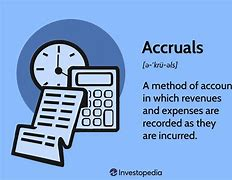 Accruals
[ə-ˈkrü-əls]
A method of accoun
in which revenues
and expenses are
recorded as they
are incurred.
Investopedia